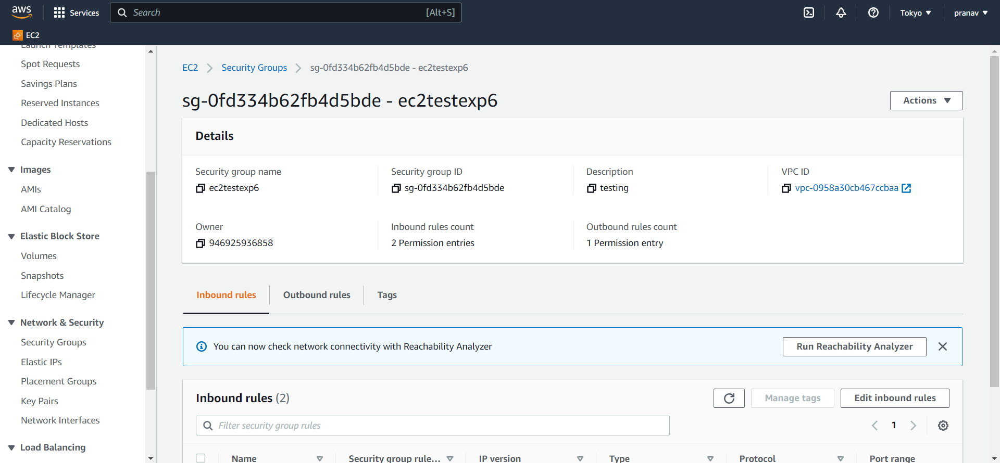 aws
Services
Search
[Alt+S]
Tokyo
pranav
EC2
Launch Templates
Spot Requests
Savings Plans
Reserved Instances
Dedicated Hosts
Capacity Reservations
Images
AMIs
AMI Catalog
Elastic Block Store
Volumes
Snapshots
Lifecycle Manager
Network & Security
Security Groups
Elastic IPs
Placement Groups
Key Pairs
Network Interfaces
Load Balancing
EC2 > Security Groups > sg-0fd334b62fb4d5bde - ec2testexp6
sg-0fd334b62fb4d5bde - ec2testexp6
Actions
Details
Security group name
ec2testexp6
Security group ID
sg-0fd334b62fb4d5bde
Description
testing
VPC ID
vpc-0958a30cb467ccbaa
Owner
946925936858
Inbound rules count
2 Permission entries
Outbound rules count
1 Permission entry
Inbound rules
Outbound rules
Tags
You can now check network connectivity with Reachability Analyzer
Run Reachability Analyzer
Inbound rules (2)
Manage tags
Edit inbound rules
Filter security group rules
1
Name
Security group rule...
IP version
Type
Protocol
Port range